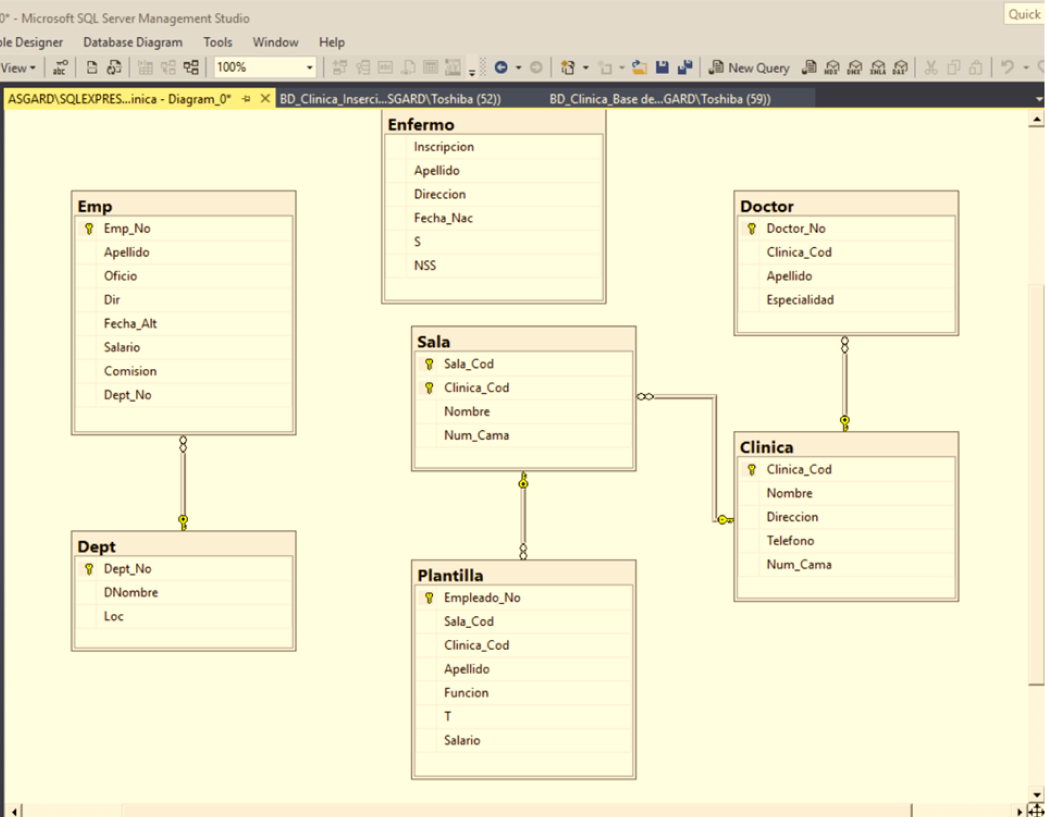 0* - Microsoft SQL Server Management Studio
Quick
ole Designer Database Diagram Tools Window Help
View 100% New Query
ASGARD\SQLEXPRES...inica - Diagram_0* BD_Clinica_Inserci...SGARD\Toshiba (52)) BD_Clinica_Base de...GARD\Toshiba (59))
Enfermo
Inscripcion
Apellido
Direccion
Fecha_Nac
S
NSS
Emp
Emp_No
Apellido
Oficio
Dir
Fecha_Alt
Salario
Comision
Dept_No
Doctor
Doctor_No
Clinica_Cod
Apellido
Especialidad
Sala
Sala_Cod
Clinica_Cod
Nombre
Num_Cama
Clinica
Clinica_Cod
Nombre
Direccion
Telefono
Num_Cama
Dept
Dept_No
DNombre
Loc
Plantilla
Empleado_No
Sala_Cod
Clinica_Cod
Apellido
Funcion
T
Salario